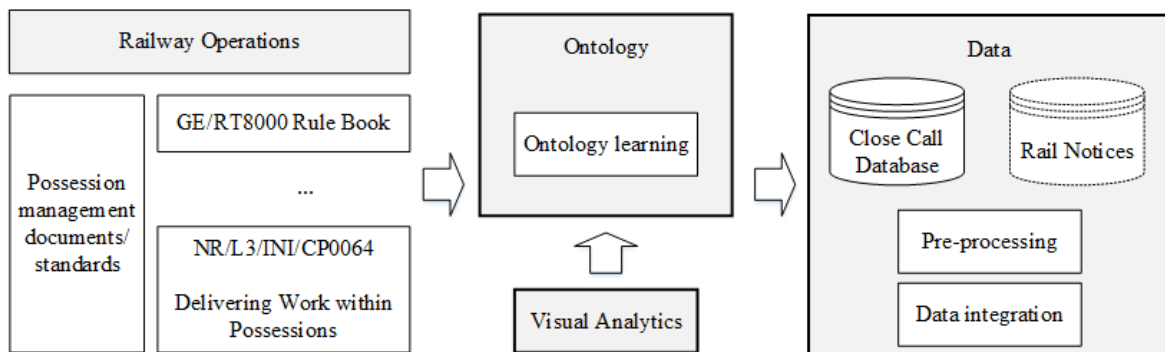 Railway Operations
Possession
management
documents/
standards
GE/RT8000 Rule Book
...
NR/L3/INI/CP0064
Delivering Work within
Possessions
Ontology
Ontology learning
Visual Analytics
Data
Close Call
Database
Rail Notices
Pre-processing
Data integration